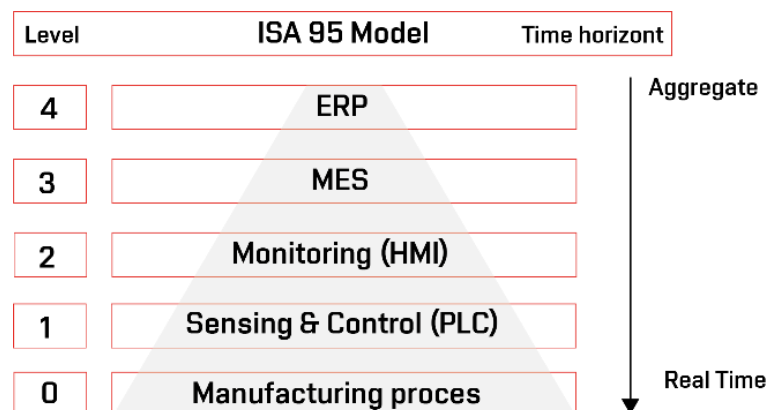 Level ISA 95 Model Time horizont
Aggregate
4 ERP
3 MES
2 Monitoring (HMI)
1 Sensing & Control (PLC)
Real Time
0 Manufacturing proces